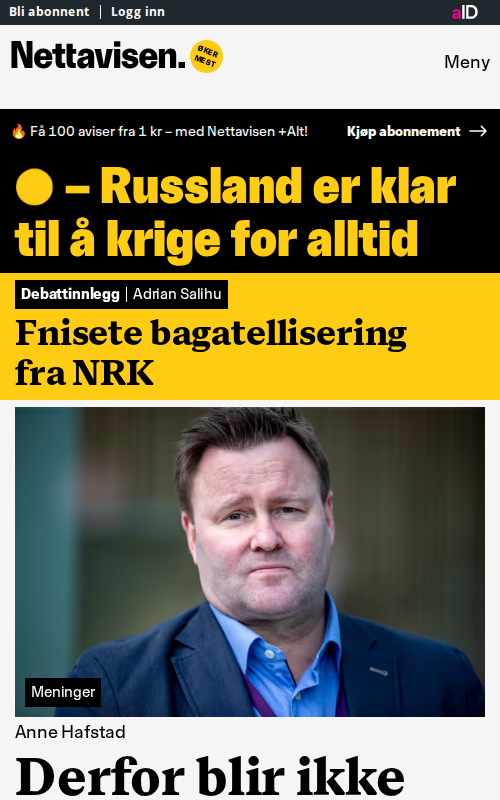 Bli abonnent | Logg inn
aID
Nettavisen.
ØKER
MEST
Meny
🔥 Få 100 aviser fra 1 kr – med Nettavisen +Alt!
Kjøp abonnement →
– Russland er klar
til å krige for alltid
Debattinnlegg | Adrian Salihu
Fnisete bagatellisering
fra NRK
Meninger
Anne Hafstad
Derfor blir ikke